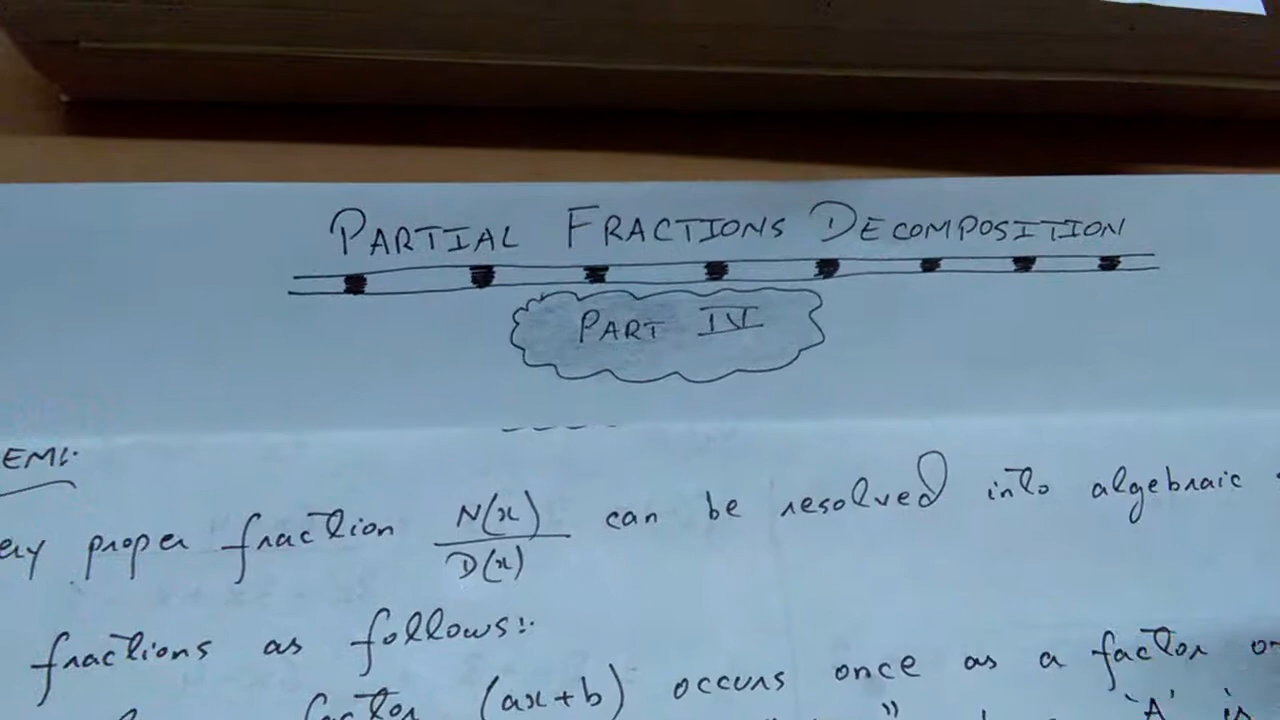 PARTIAL FRACTIONS DECOMPOSITION
PART IV
EM:-
ery proper fraction N(x)/D(x) can be resolved into algebraic
fractions as follows:-
factor (ax+b) occurs once as a factor o
" 'A' is